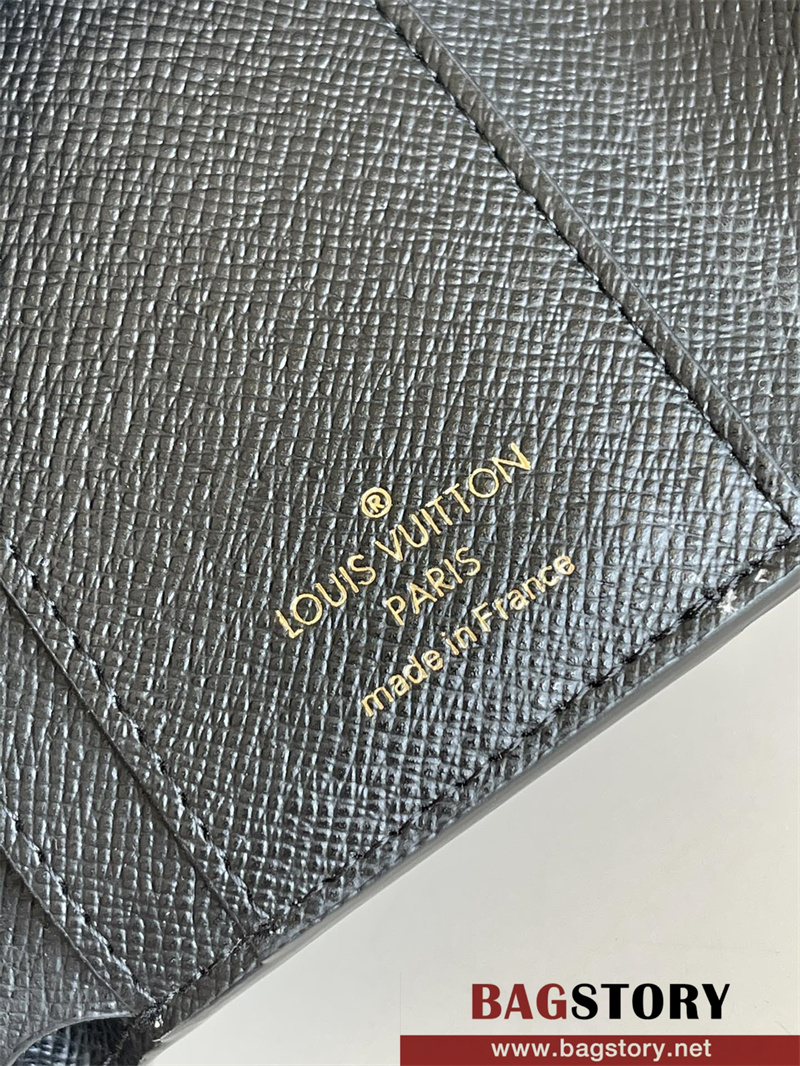 ®
LOUIS VUITTON
PARIS
made in France
BAGSTORY
www.bagstory.net